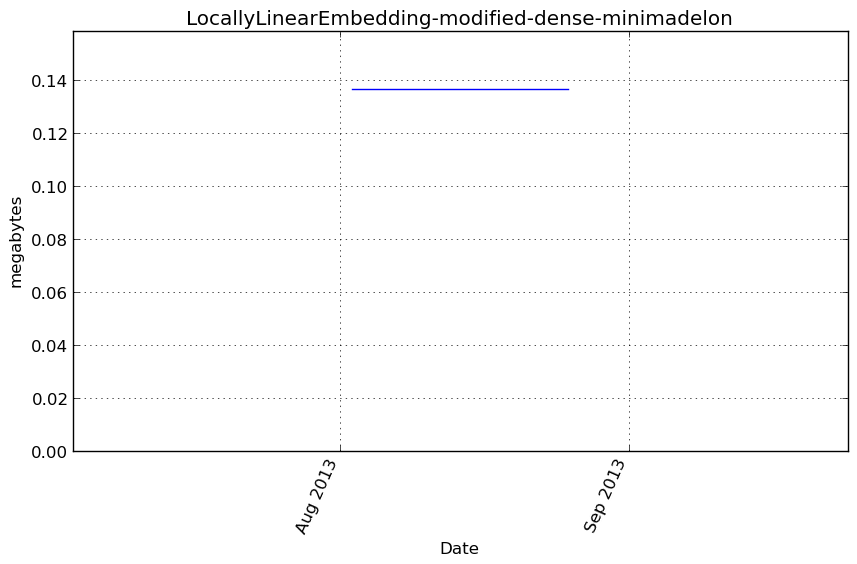 LocallyLinearEmbedding-modified-dense-minimadelon
megabytes
0.14
0.12
0.10
0.08
0.06
0.04
0.02
0.00
Aug 2013
Sep 2013
Date